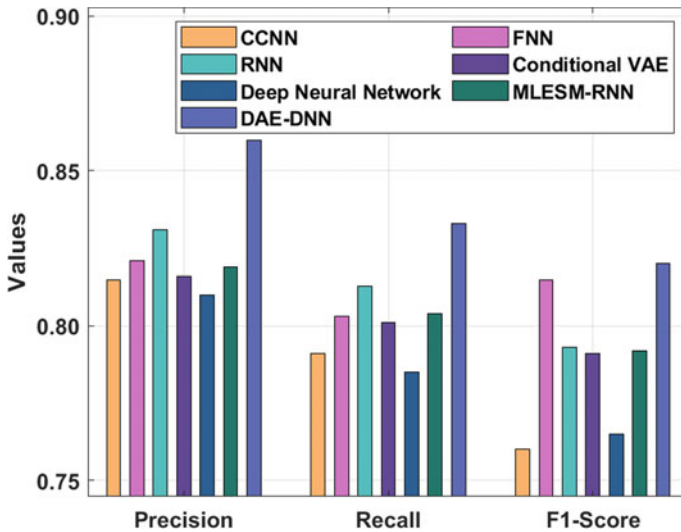 0.90
CCNN FNN
RNN Conditional VAE
Deep Neural Network MLESM-RNN
DAE-DNN
0.85
Values
0.80
0.75
Precision Recall F1-Score